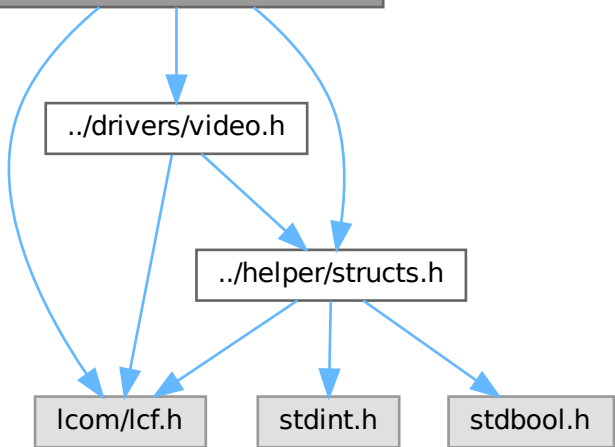 ../drivers/video.h
../helper/structs.h
lcom/lcf.h
stdint.h
stdbool.h